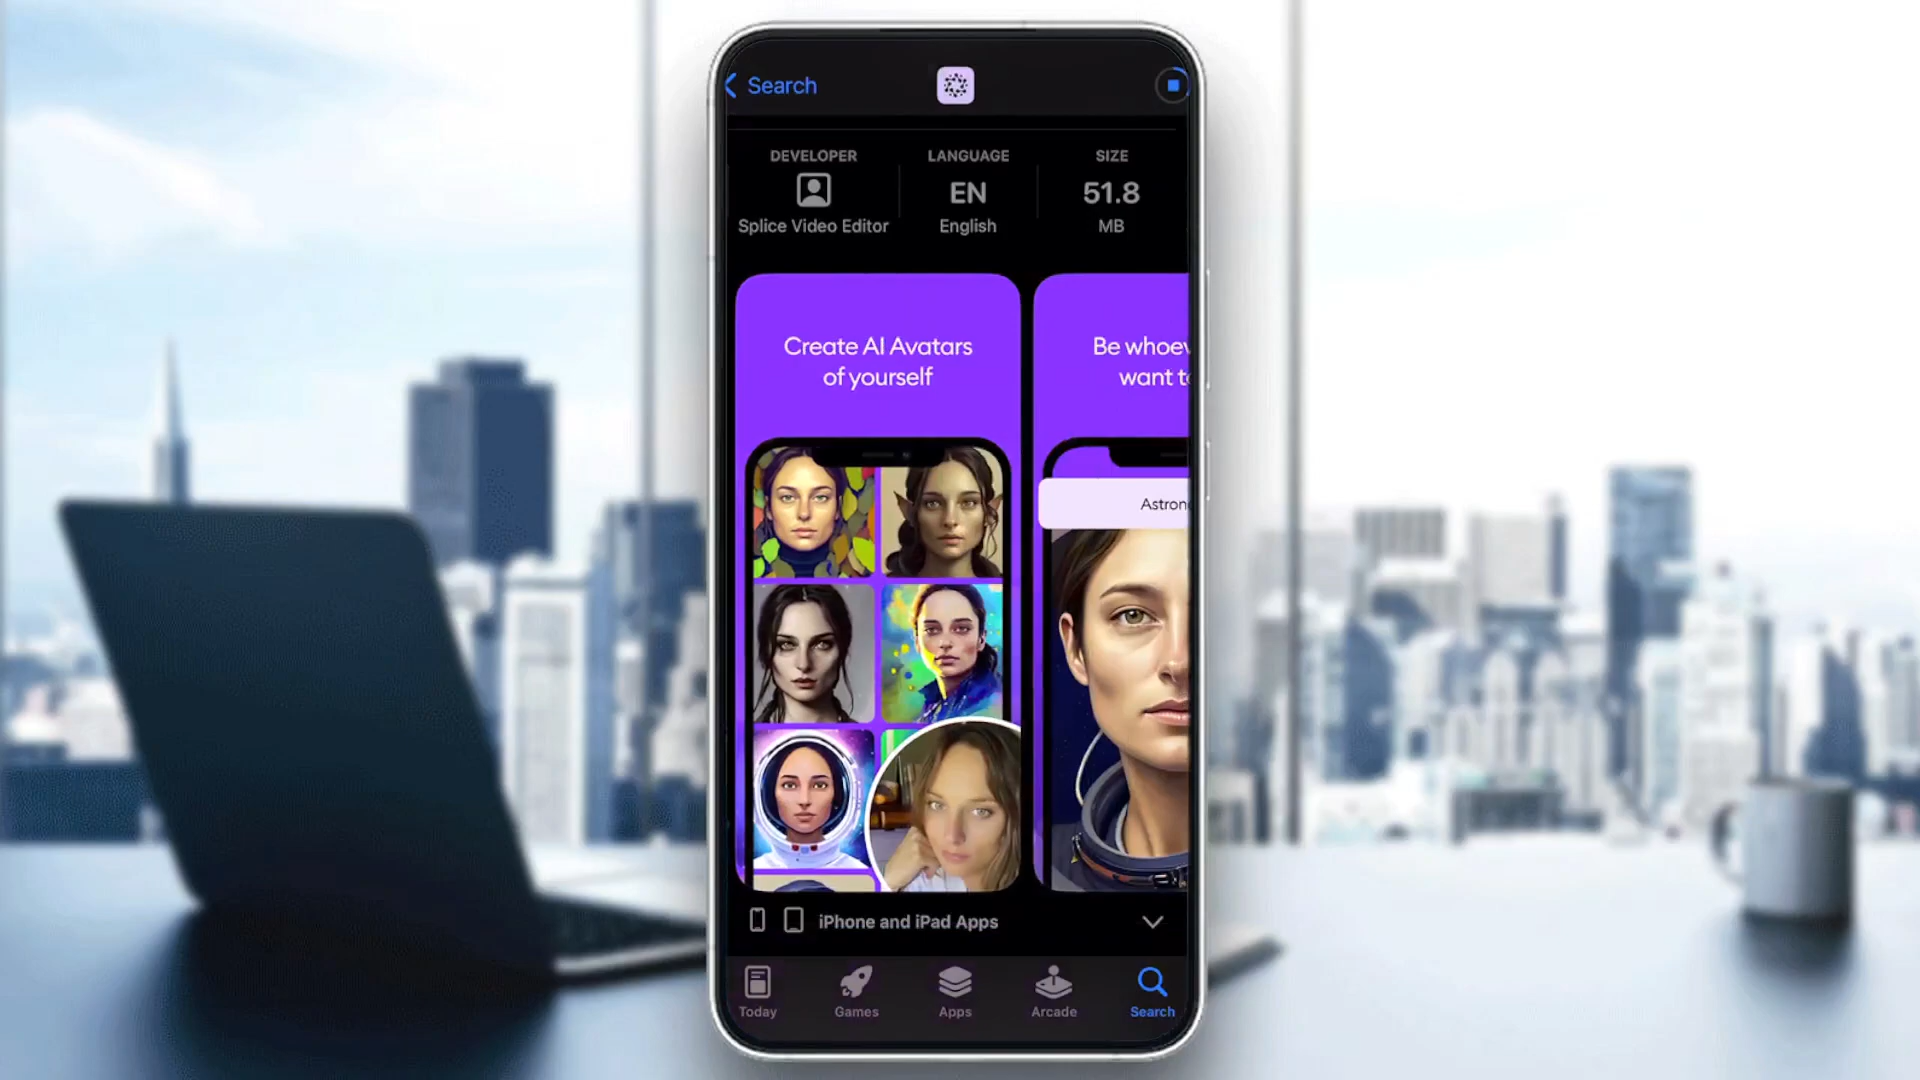 Search
DEVELOPER
LANGUAGE
SIZE
EN
51.8
Splice Video Editor
English
MB
Create AI Avatars
of yourself
Be whoev
want to
Astron
iPhone and iPad Apps
Today
Games
Apps
Arcade
Search